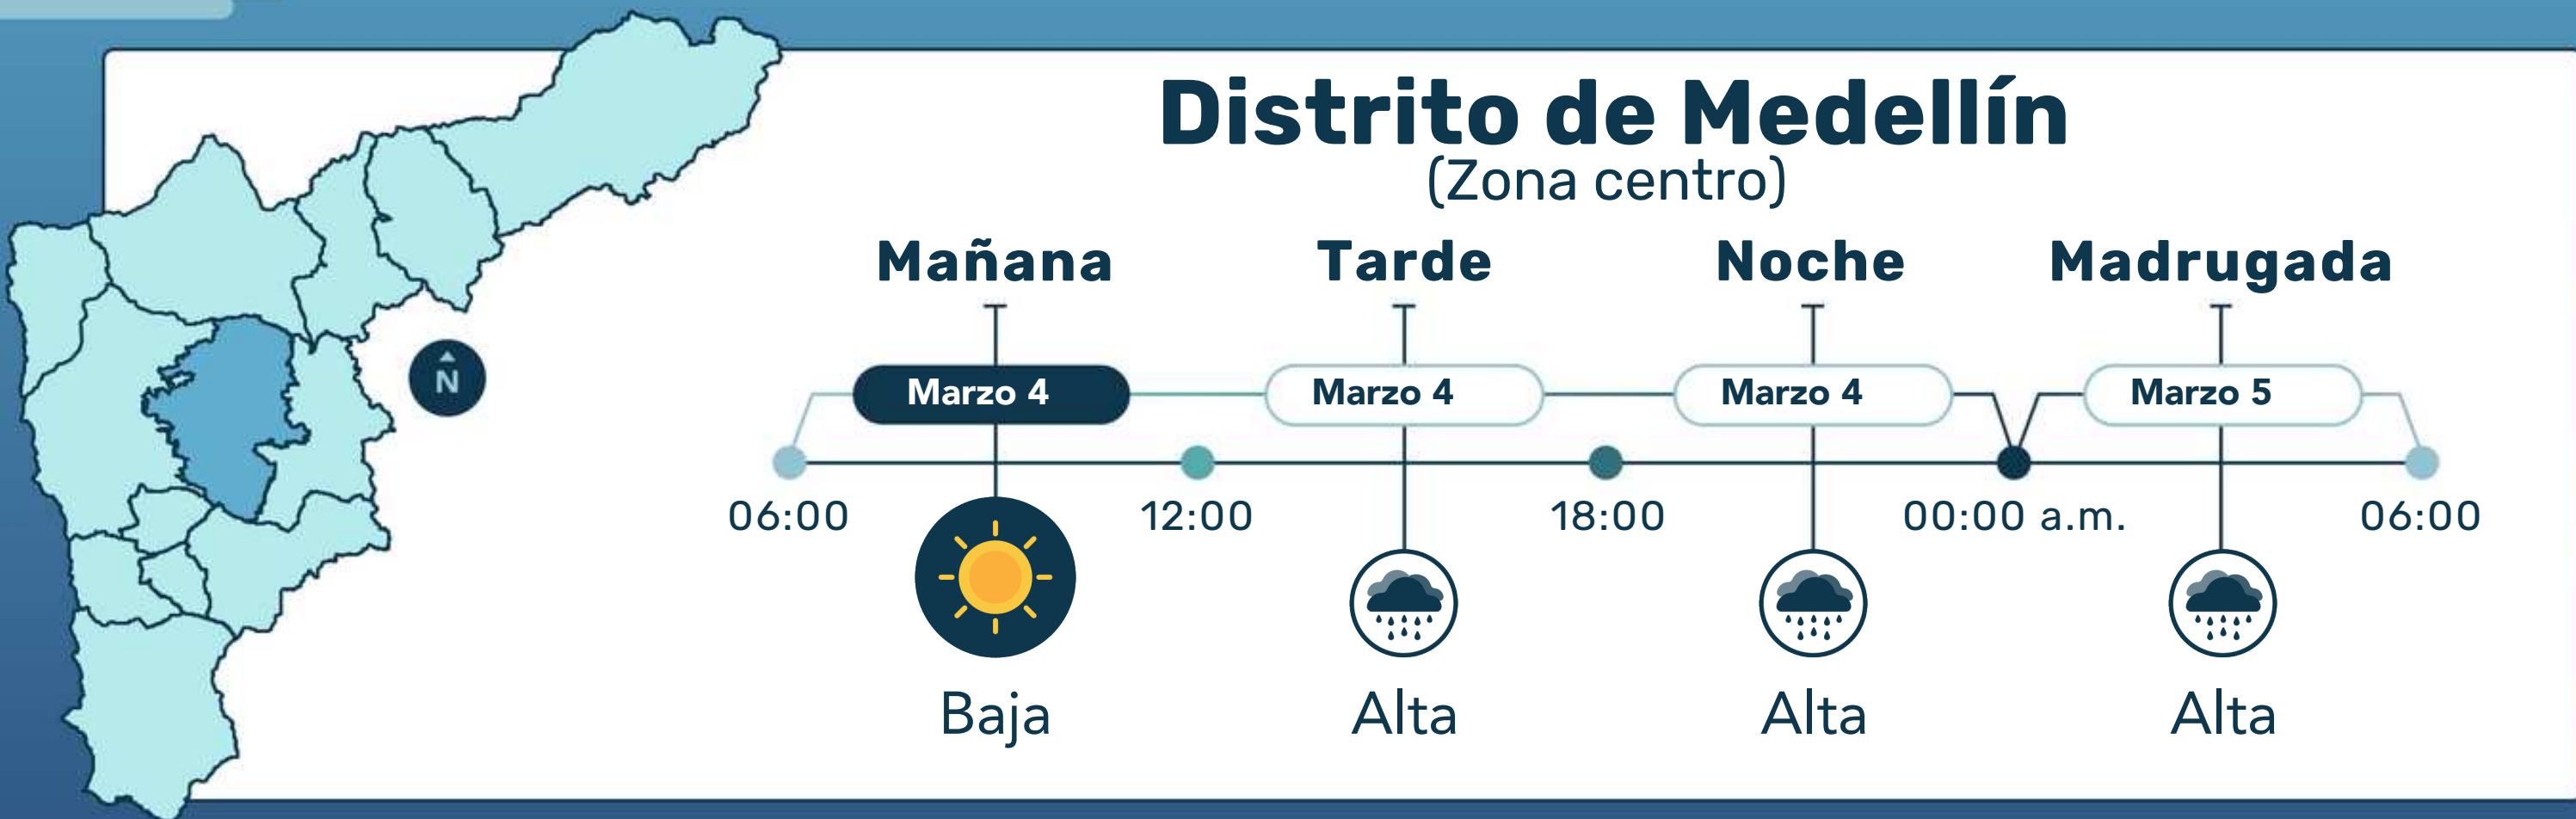 Distrito de Medellín
(Zona centro)
Mañana Tarde Noche Madrugada
Marzo 4 Marzo 4 Marzo 4 Marzo 5
N
06:00 12:00 18:00 00:00 a.m. 06:00
Baja Alta Alta Alta